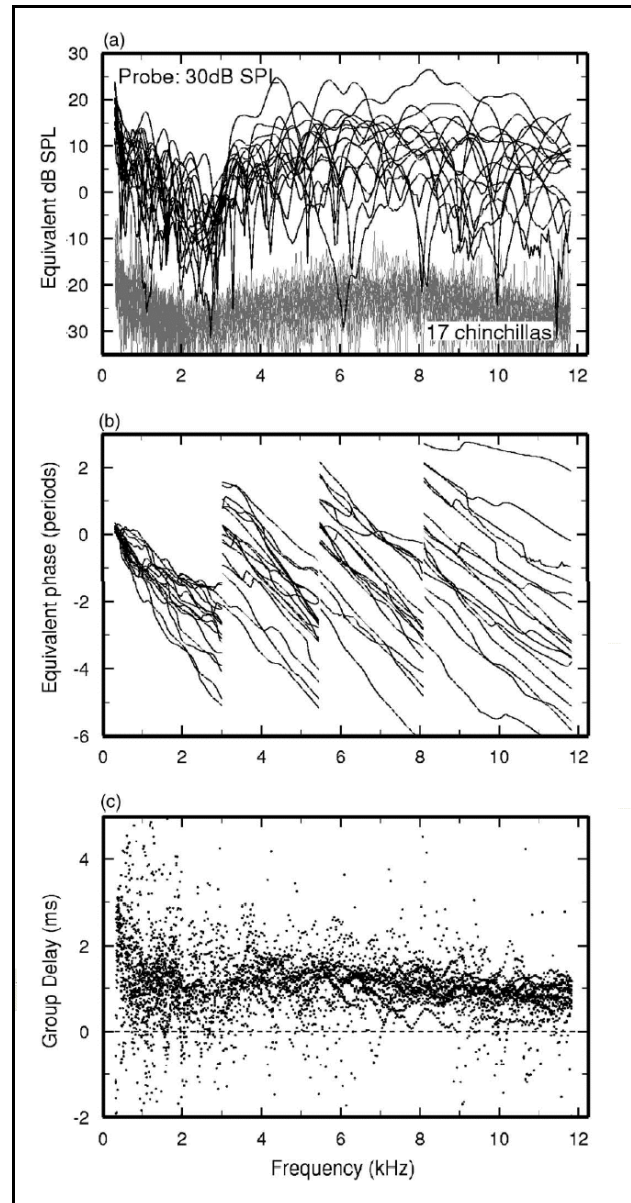 (a)
Probe: 30dB SPL
17 chinchillas
Equivalent dB SPL
30
20
10
0
10
20
30
0 2 4 6 8 10 12
(b)
Equivalent phase (periods)
2
0
-2
-4
-6
0 2 4 6 8 10 12
(c)
Group Delay (ms)
4
2
0
-2
0 2 4 6 8 10 12
Frequency (kHz)